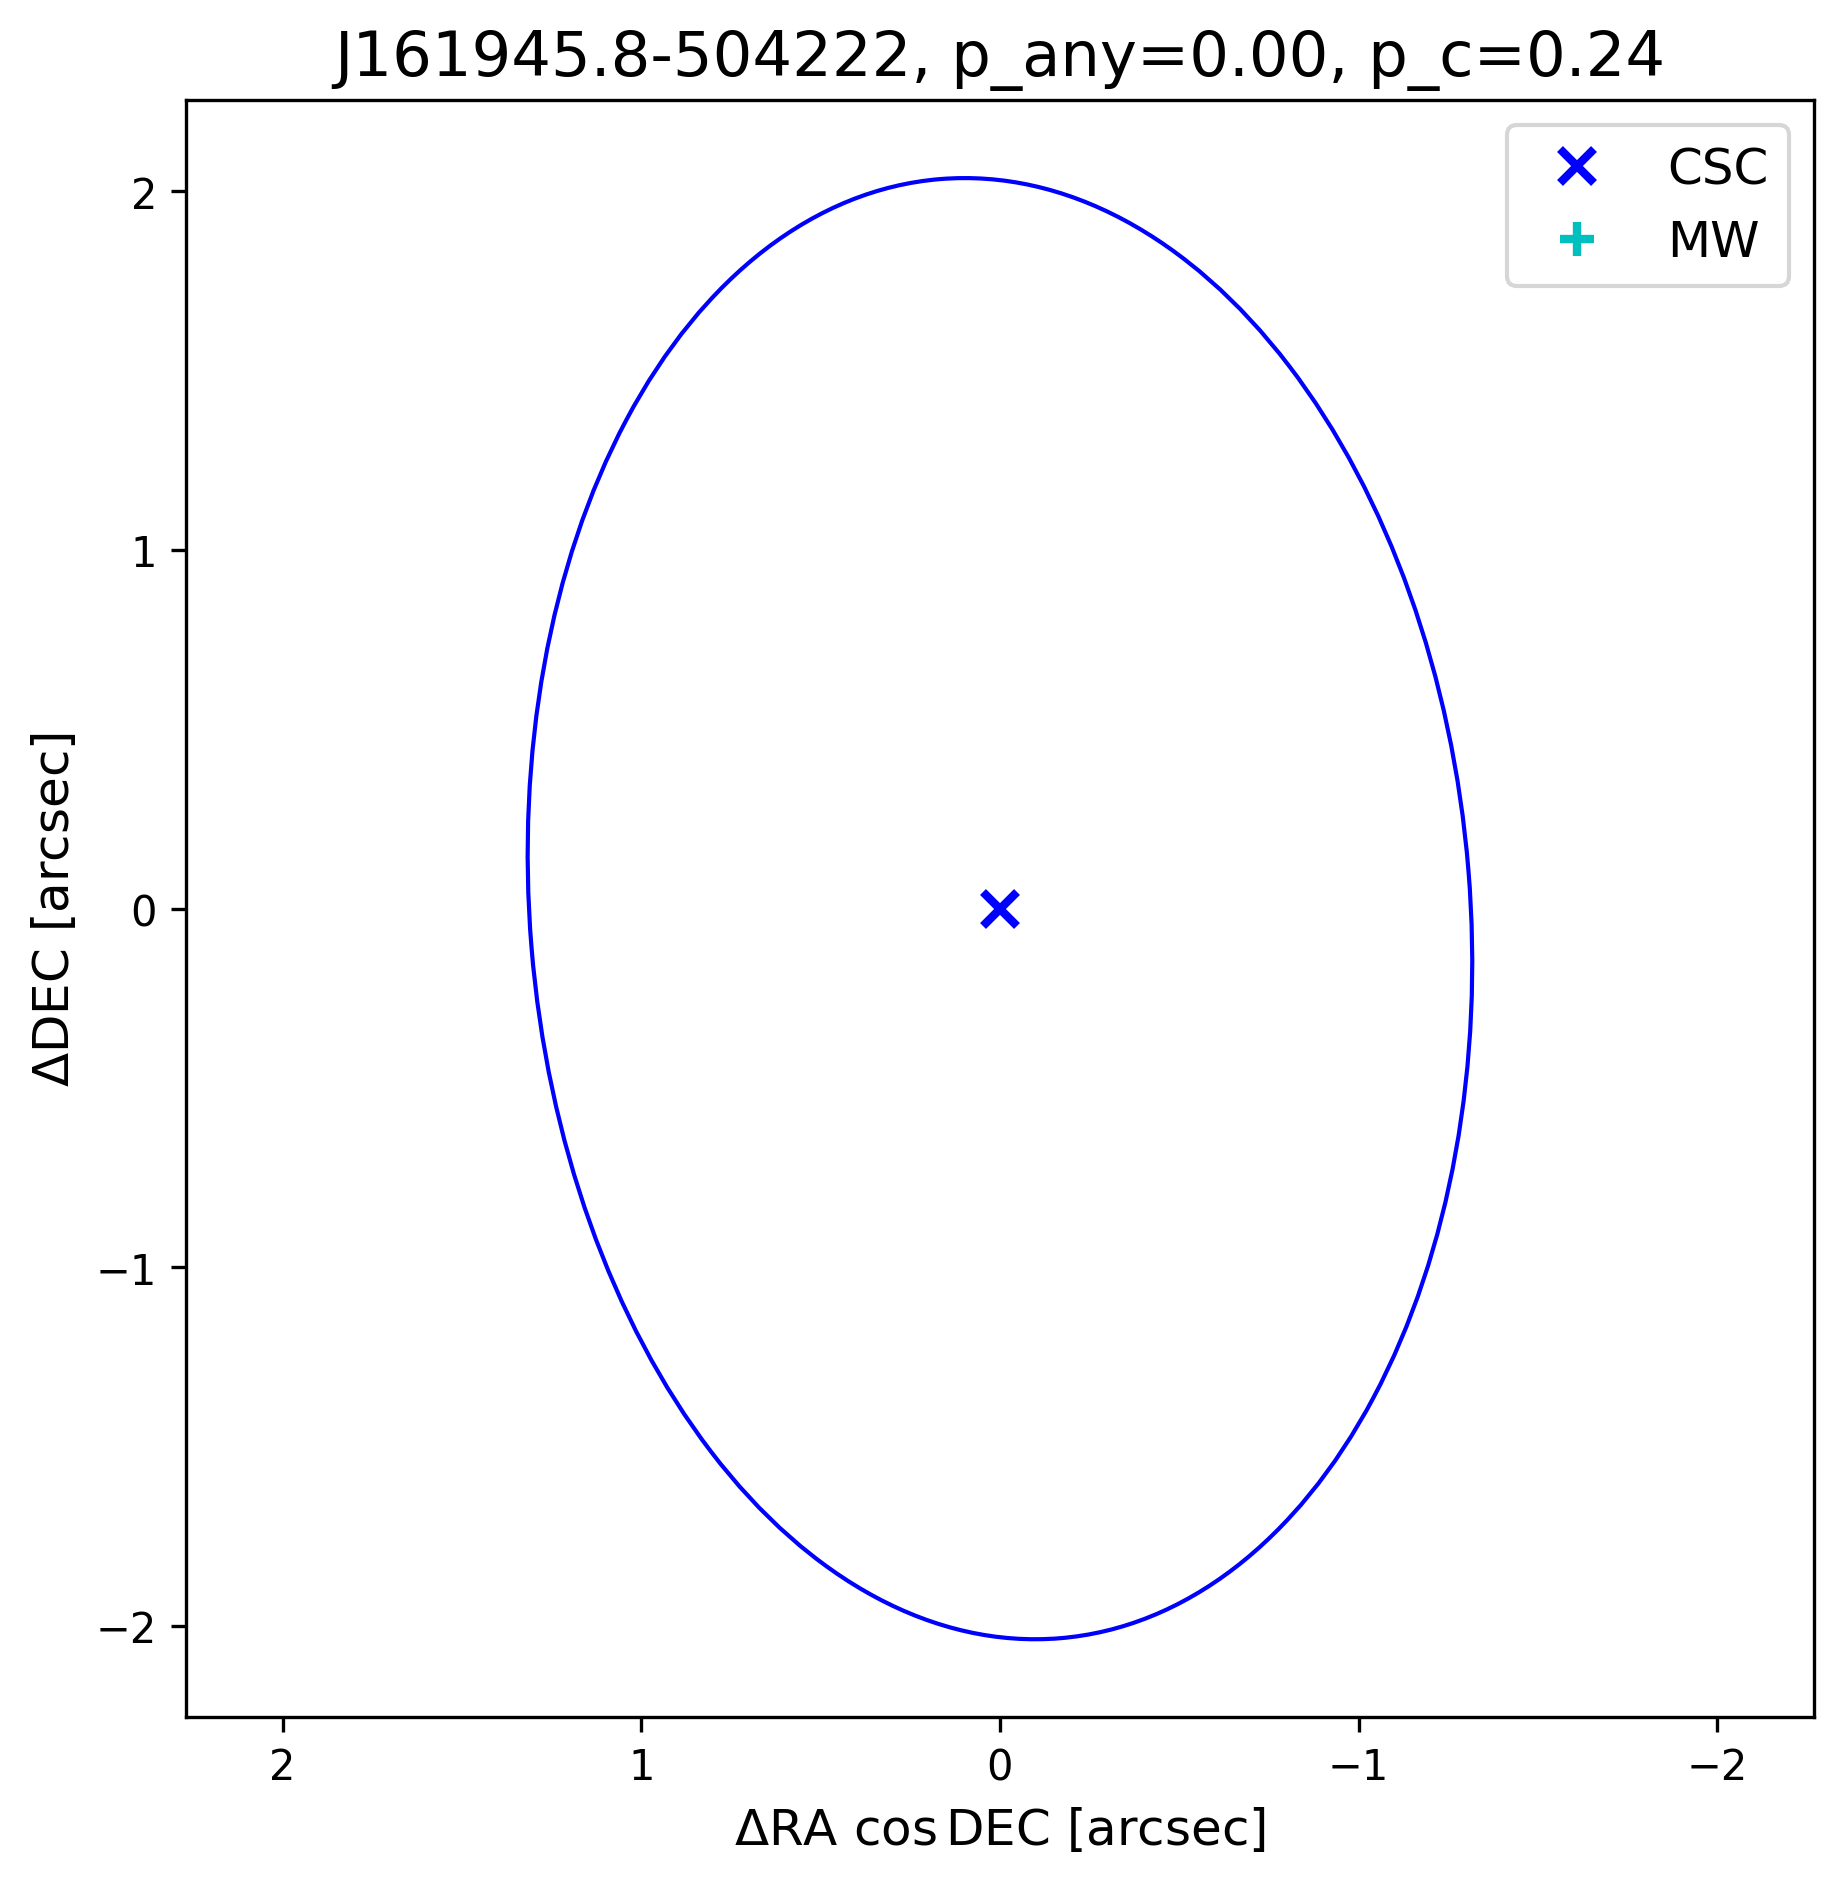 J161945.8-504222, p_any=0.00, p_c=0.24
CSC
MW
2
1
0
−1
−2
ΔDEC [arcsec]
2
1
0
−1
−2
ΔRA cos DEC [arcsec]